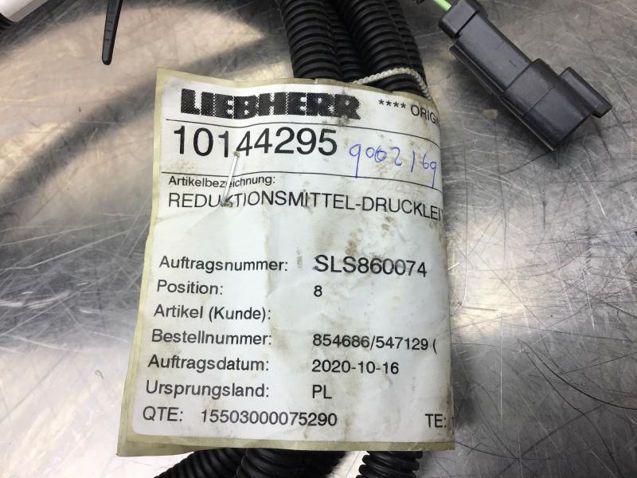 LIEBHERR **** ORIG
10144295 9002169
Artikelbezeichnung:
REDUKTIONSMITTEL-DRUCKLEI
Auftragsnummer: SLS860074
Position: 8
Artikel (Kunde):
Bestellnummer: 854686/547129 (
Auftragsdatum: 2020-10-16
Ursprungsland: PL
QTE: 15503000075290 TE: